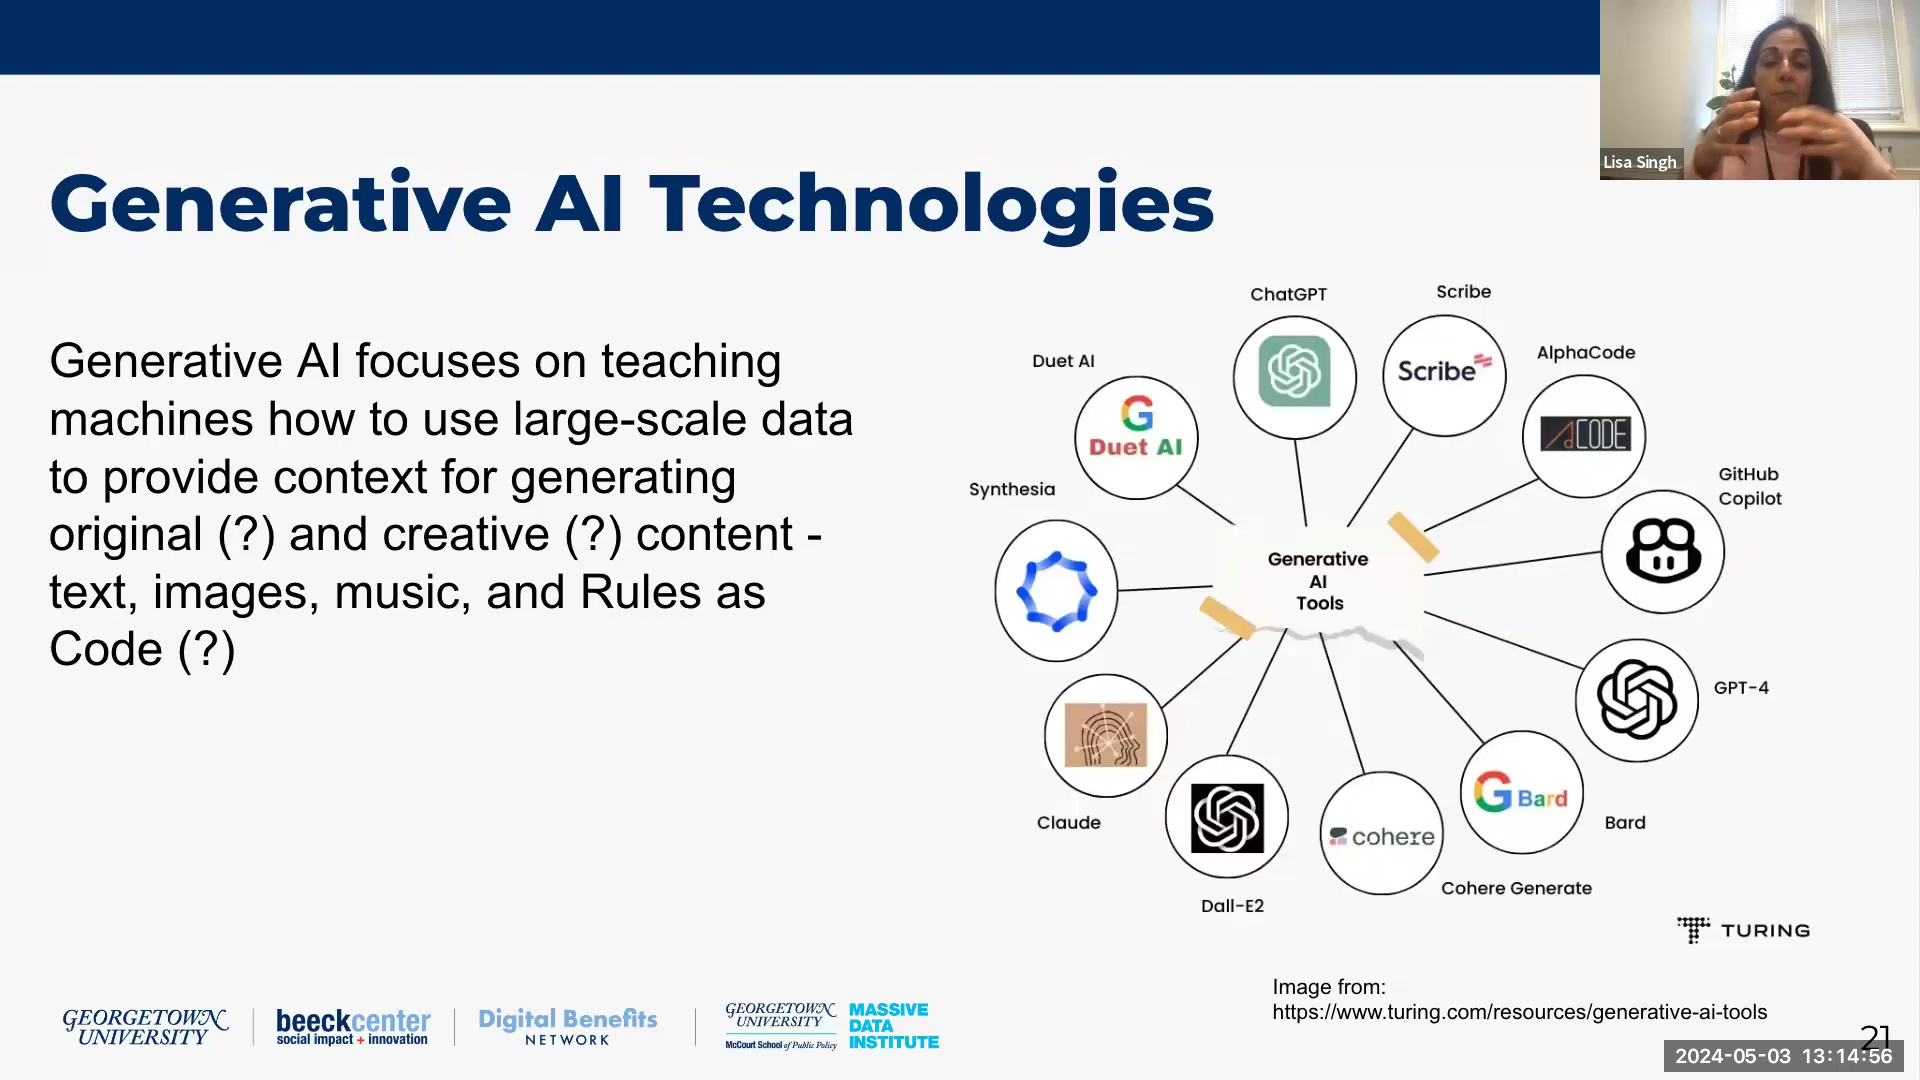 Lisa Singh
Generative AI Technologies
Generative AI focuses on teaching
machines how to use large-scale data
to provide context for generating
original (?) and creative (?) content -
text, images, music, and Rules as
Code (?)
ChatGPT
Scribe
Scribe
AlphaCode
CODE
Duet AI
Duet AI
GitHub
Copilot
Synthesia
Generative
AI
Tools
GPT-4
Bard
Bard
Claude
cohere
Cohere Generate
Dall-E2
TURING
Image from:
https://www.turing.com/resources/generative-ai-tools
GEORGETOWN
UNIVERSITY
beeckcenter
social impact + innovation
Digital Benefits
NETWORK
GEORGETOWN
UNIVERSITY
McCourt School of Public Policy
MASSIVE
DATA
INSTITUTE
21
2024-05-03 13:14:56